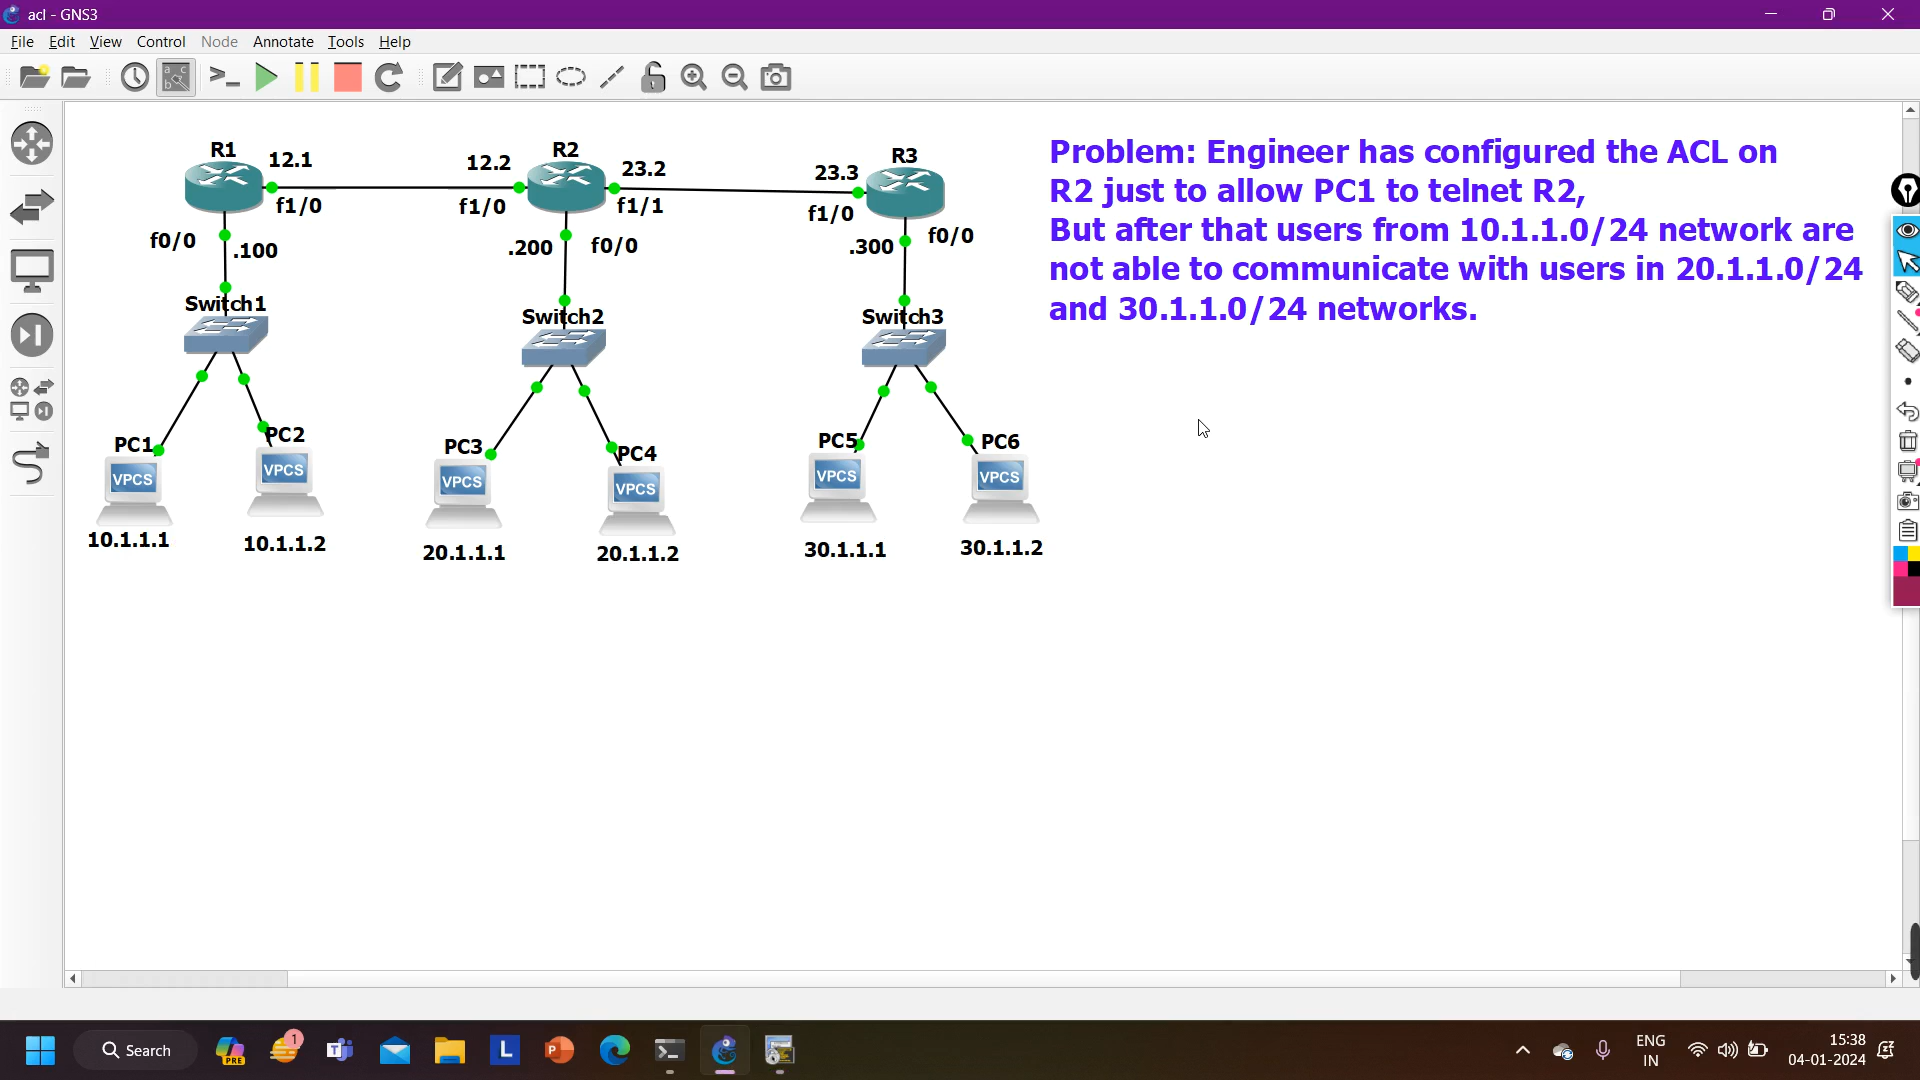 acl - GNS3
File Edit View Control Node Annotate Tools Help
Problem: Engineer has configured the ACL on
R2 just to allow PC1 to telnet R2,
But after that users from 10.1.1.0/24 network are
not able to communicate with users in 20.1.1.0/24
and 30.1.1.0/24 networks.
R1
12.1
12.2
R2
23.2
23.3
R3
f1/0
f1/0
f1/1
f1/0
f0/0
.100
.200
f0/0
.300
f0/0
Switch1
Switch2
Switch3
PC1
PC2
PC3
PC4
PC5
PC6
VPCS
VPCS
VPCS
VPCS
VPCS
VPCS
10.1.1.1
10.1.1.2
20.1.1.1
20.1.1.2
30.1.1.1
30.1.1.2
Search
PRE
1
L
ENG
IN
15:38
04-01-2024